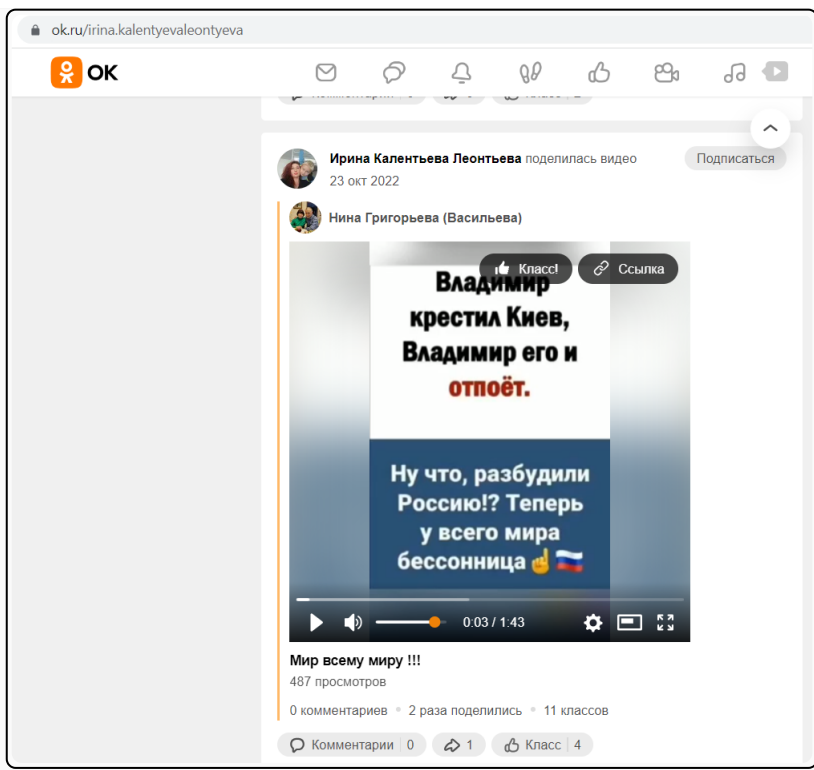 ok.ru/irina.kalentyevaleontyeva
ОК
Ирина Калентьева Леонтьева поделилась видео
Подписаться
23 окт 2022
Нина Григорьева (Васильева)
Класс!
Ссылка
Владимир
крестил Киев,
Владимир его и
отпоёт.
Ну что, разбудили
Россию!? Теперь
у всего мира
бессонница
0:03 / 1:43
Мир всему миру !!!
487 просмотров
0 комментариев • 2 раза поделились • 11 классов
Комментарии 0 1 Класс 4